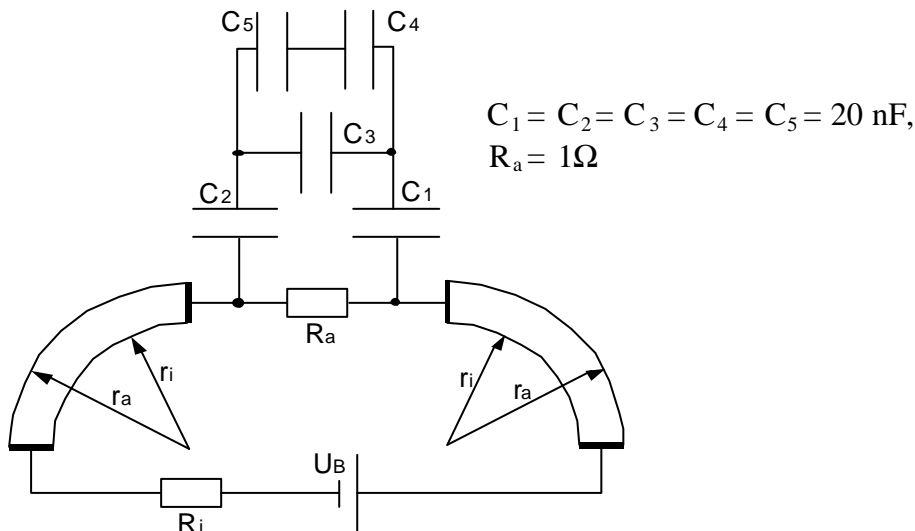 C5 C4
C3
C1 = C2 = C3 = C4 = C5 = 20 nF,
Ra = 1Ω
C2 C1
Ra
ri ra
ri ra
UB
Ri